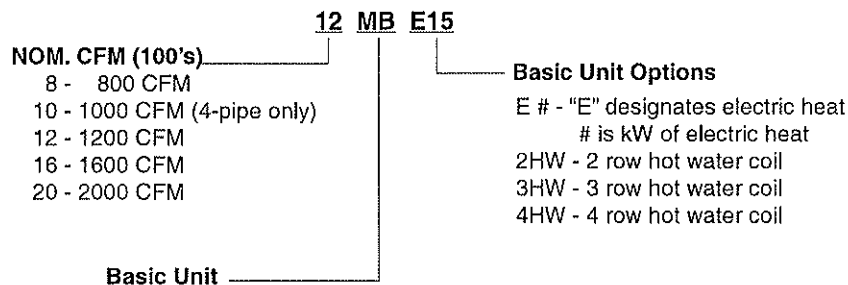 12 MB E15
NOM. CFM (100's)
8 - 800 CFM
10 - 1000 CFM (4-pipe only)
12 - 1200 CFM
16 - 1600 CFM
20 - 2000 CFM
Basic Unit Options
E # - "E" designates electric heat
# is kW of electric heat
2HW - 2 row hot water coil
3HW - 3 row hot water coil
4HW - 4 row hot water coil
Basic Unit